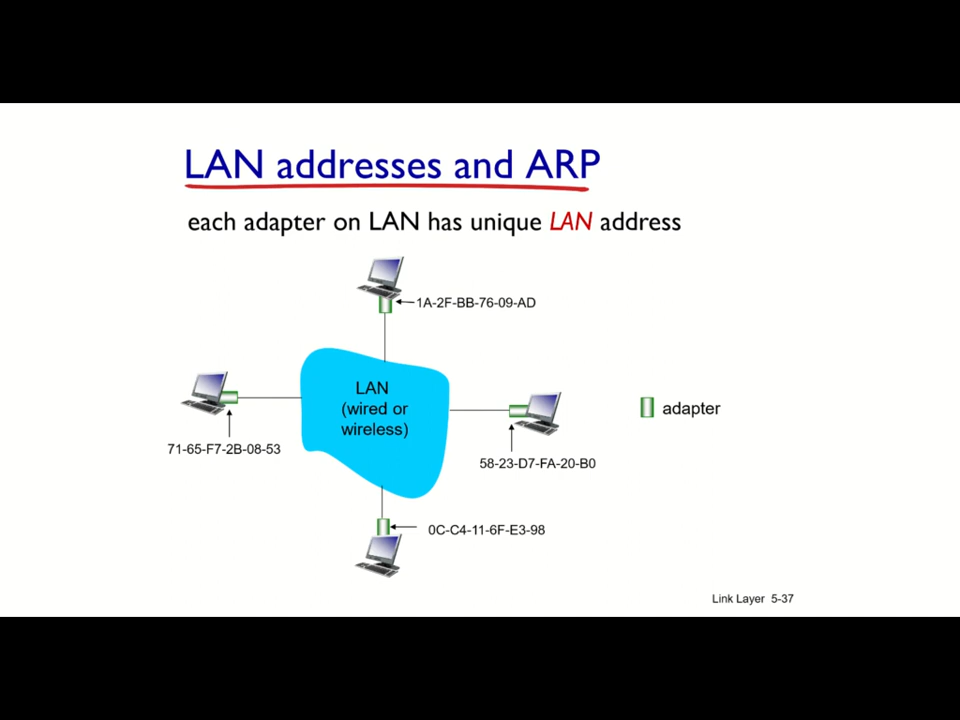 LAN addresses and ARP
each adapter on LAN has unique LAN address
1A-2F-BB-76-09-AD
LAN
(wired or
wireless)
adapter
71-65-F7-2B-08-53
58-23-D7-FA-20-B0
0C-C4-11-6F-E3-98
Link Layer 5-37